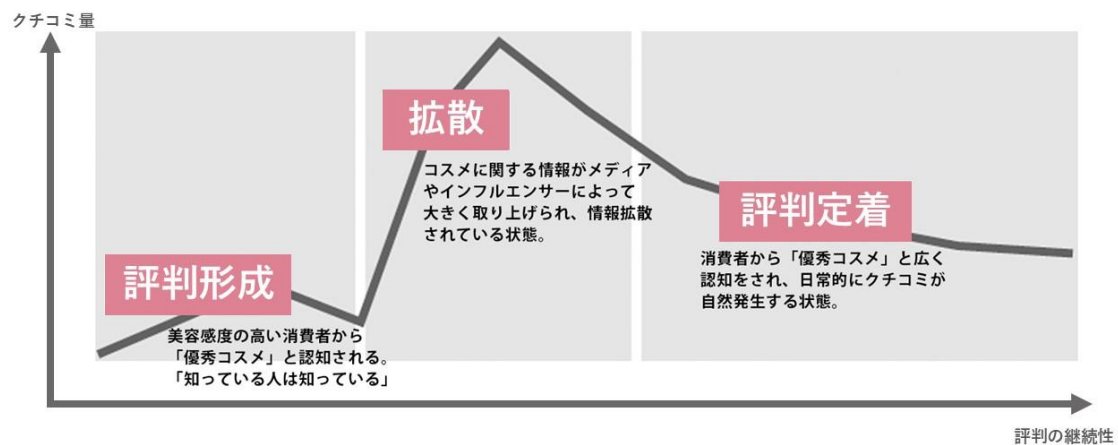 クチコミ量
拡散
コスメに関する情報がメディア
やインフルエンサーによって
大きく取り上げられ、情報拡散
されている状態。
評判定着
消費者から「優秀コスメ」と広く
認知をされ、日常的にクチコミが
自然発生する状態。
評判形成
美容感度の高い消費者から
「優秀コスメ」と認知される。
「知っている人は知っている」
評判の継続性